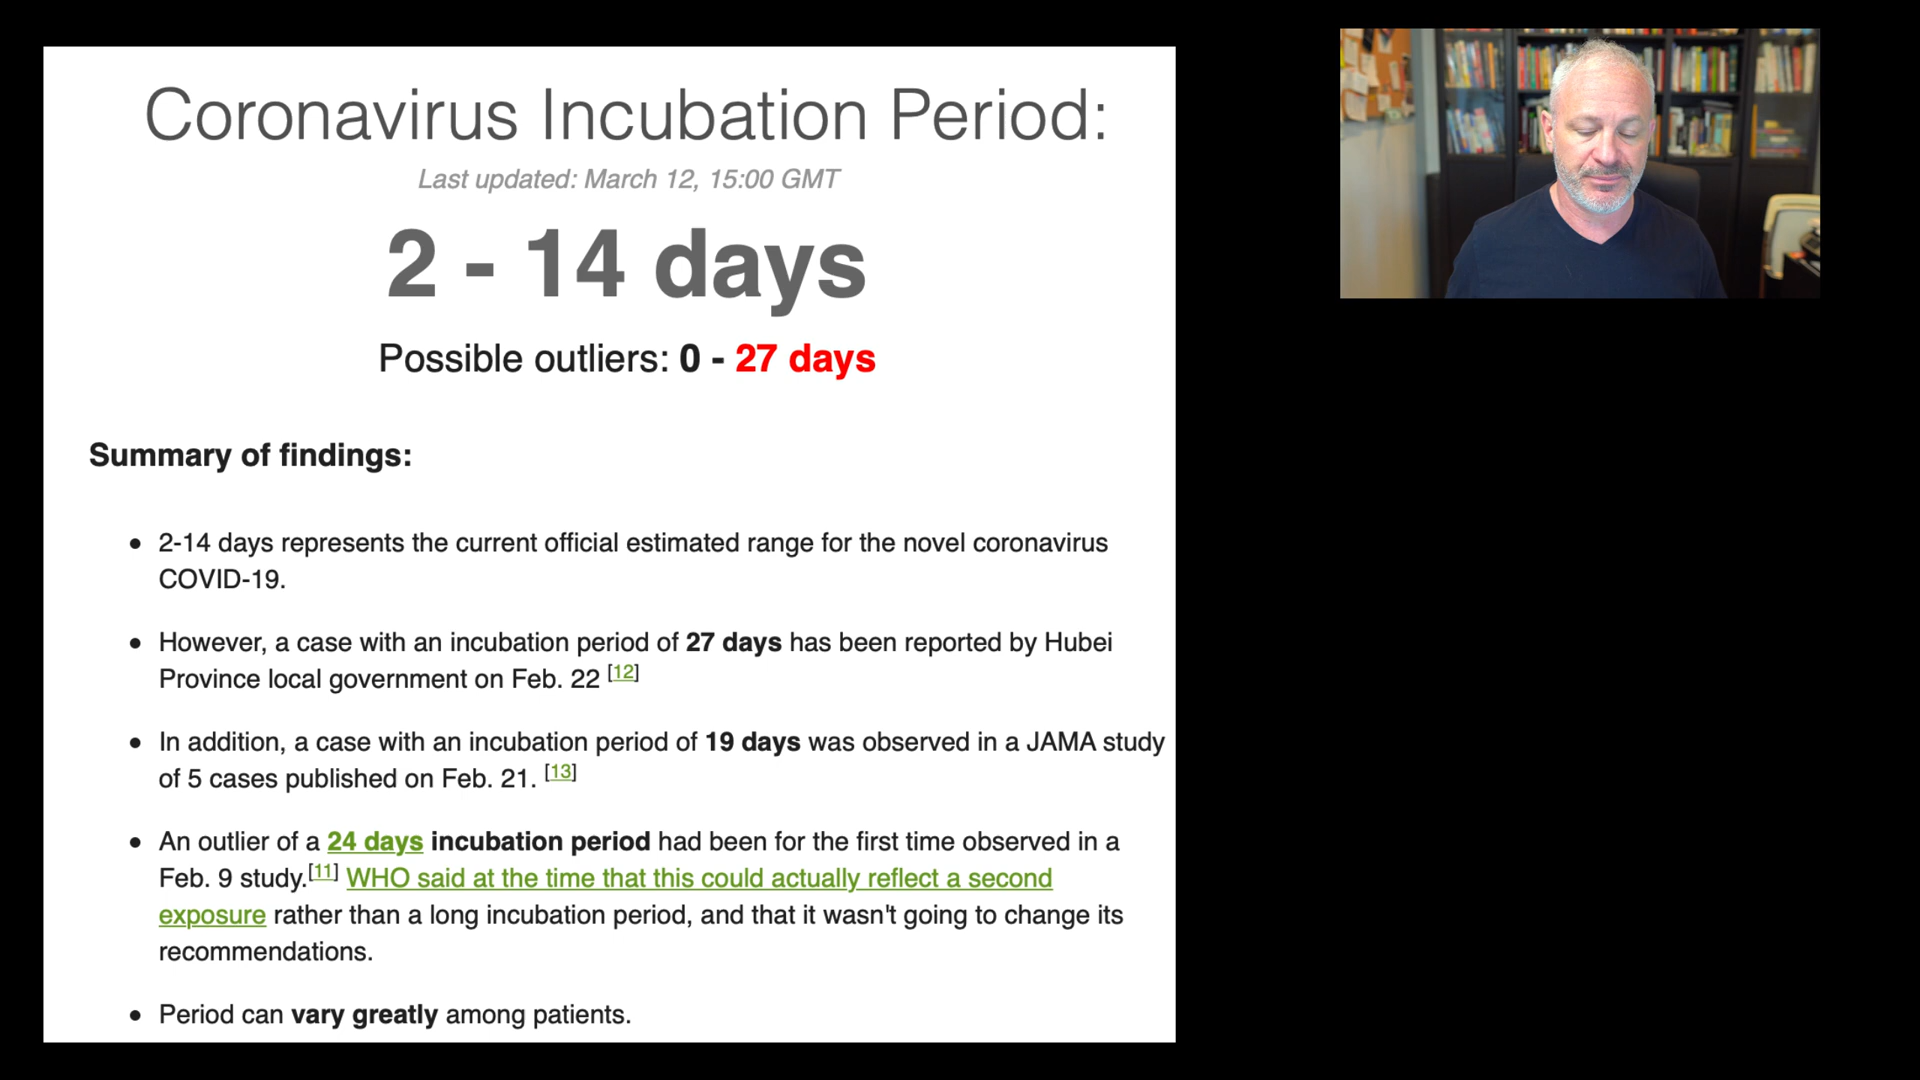 Coronavirus Incubation Period:
Last updated: March 12, 15:00 GMT
2 - 14 days
Possible outliers: 0 - 27 days
Summary of findings:
• 2-14 days represents the current official estimated range for the novel coronavirus
COVID-19.
• However, a case with an incubation period of 27 days has been reported by Hubei
Province local government on Feb. 22 [12]
• In addition, a case with an incubation period of 19 days was observed in a JAMA study
of 5 cases published on Feb. 21. [13]
• An outlier of a 24 days incubation period had been for the first time observed in a
Feb. 9 study.[11] WHO said at the time that this could actually reflect a second
exposure rather than a long incubation period, and that it wasn't going to change its
recommendations.
• Period can vary greatly among patients.